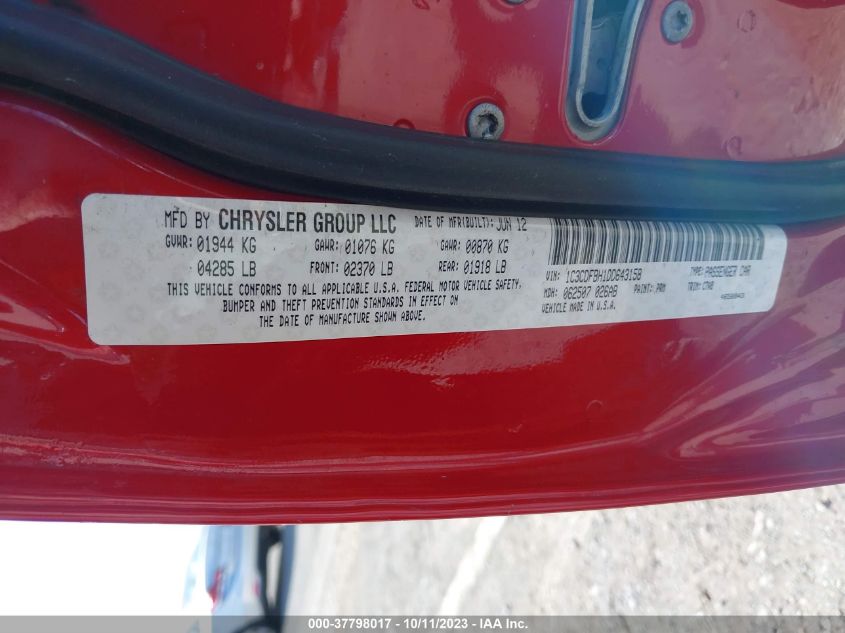 MFD BY CHRYSLER GROUP LLC DATE OF MFR(BUILT): JUN 12
GVWR: 01944 KG GAWR: 01076 KG GAWR: 00870 KG
04285 LB FRONT: 02370 LB REAR: 01918 LB
THIS VEHICLE CONFORMS TO ALL APPLICABLE U.S.A. FEDERAL MOTOR VEHICLE SAFETY,
BUMPER AND THEFT PREVENTION STANDARDS IN EFFECT ON
THE DATE OF MANUFACTURE SHOWN ABOVE.
VIN: 1C3CDFBH1DD643158 TYPE: PASSENGER CAR
MDH: 062507 026AB PAINT: PRM TRIM: CTAB
VEHICLE MADE IN U.S.A.
000-37798017 - 10/11/2023 - IAA Inc.